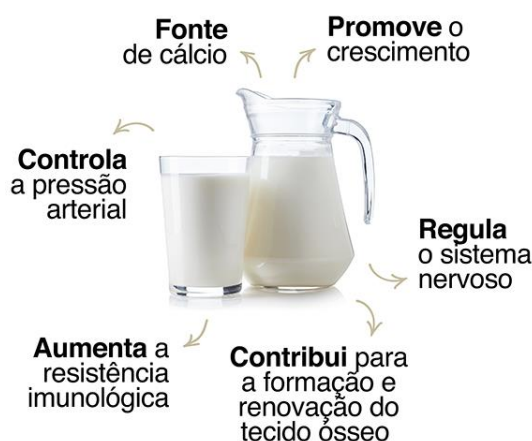 Fonte
de cálcio
Promove o
crescimento
Controla
a pressão
arterial
Regula
o sistema
nervoso
Aumenta a
resistência
imunológica
Contribui para
a formação e
renovação do
tecido ósseo